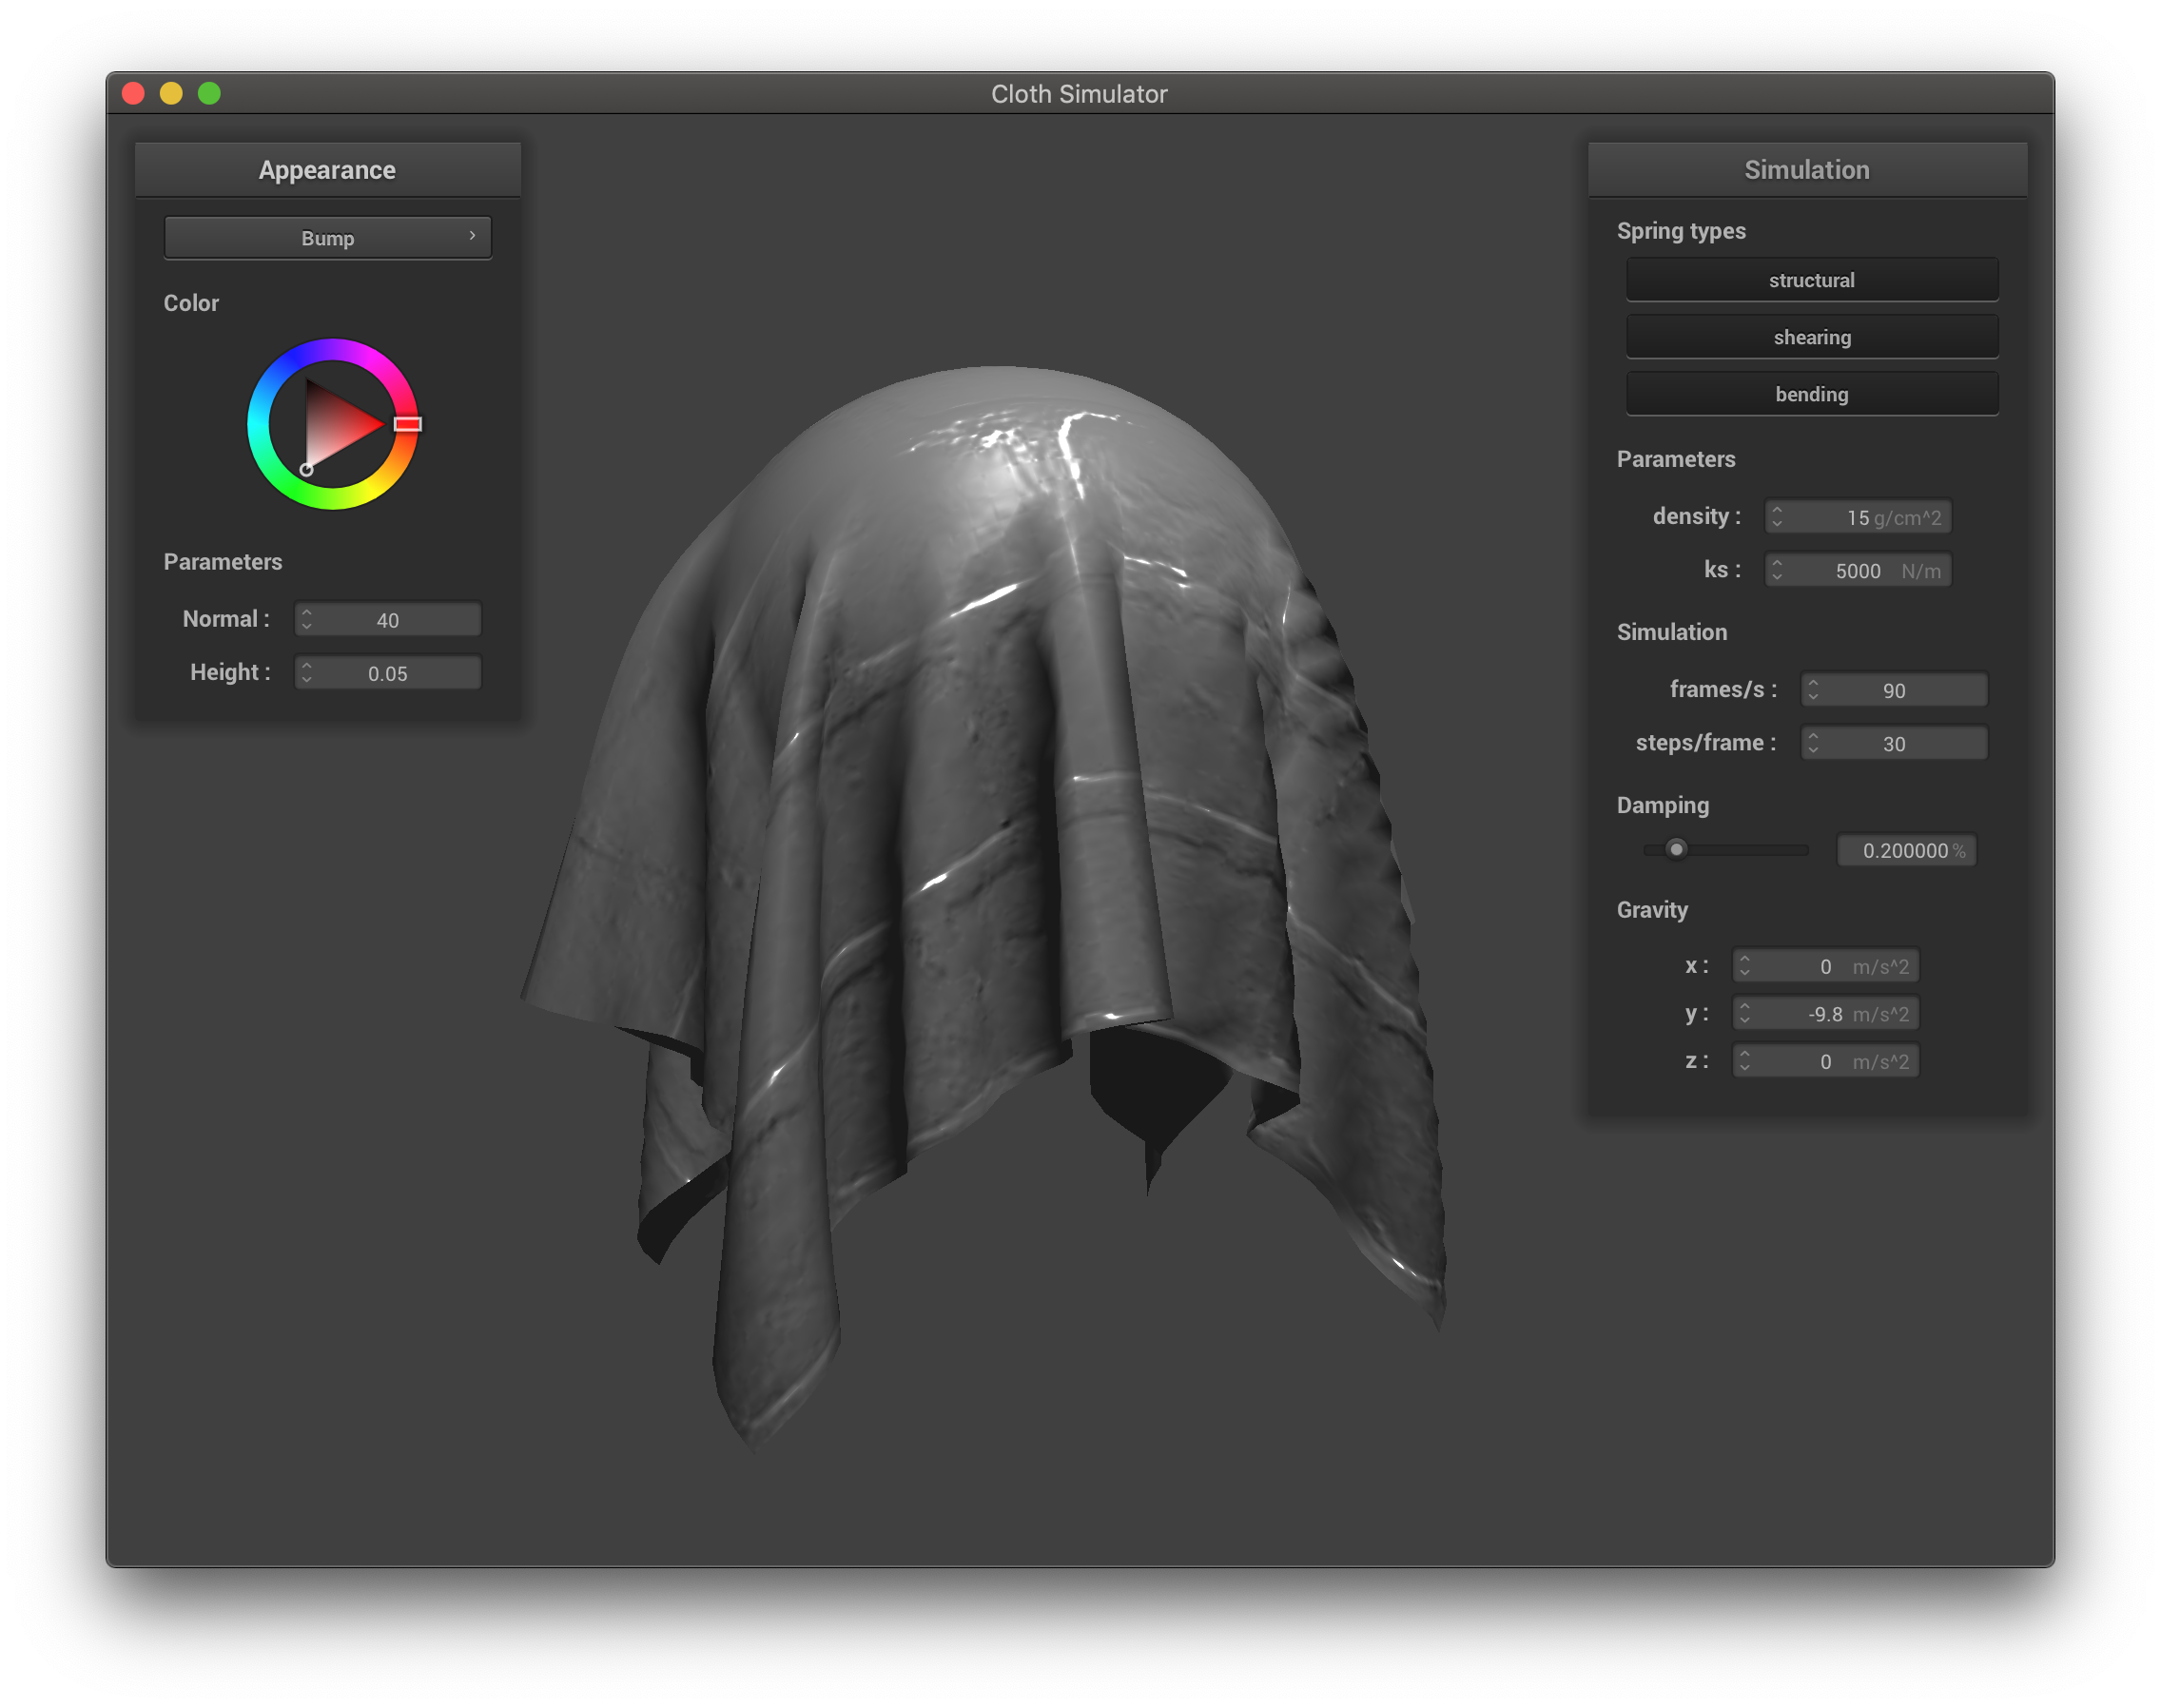 Cloth Simulator
Appearance
Bump
Color
Parameters
Normal : 40
Height : 0.05
Simulation
Spring types
structural
shearing
bending
Parameters
density : 15 g/cm^2
ks : 5000 N/m
Simulation
frames/s : 90
steps/frame : 30
Damping
0.200000 %
Gravity
x : 0 m/s^2
y : -9.8 m/s^2
z : 0 m/s^2